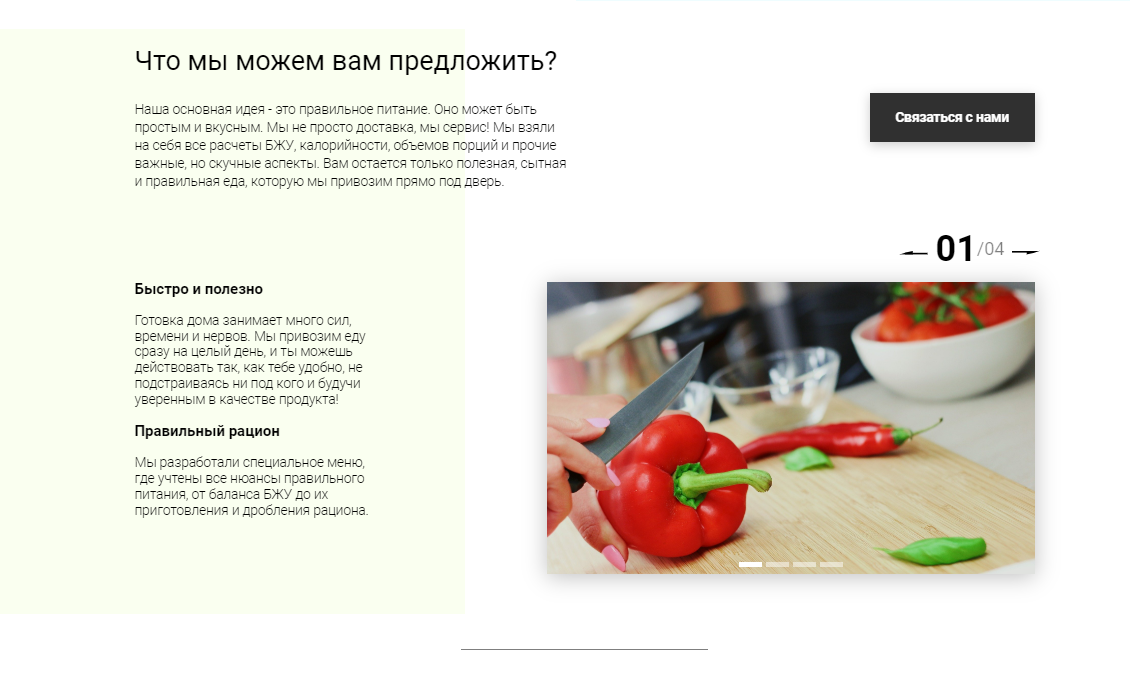 Что мы можем вам предложить?
Наша основная идея - это правильное питание. Оно может быть
простым и вкусным. Мы не просто доставка, мы сервис! Мы взяли
на себя все расчеты БЖУ, калорийности, объемов порций и прочие
важные, но скучные аспекты. Вам остается только полезная, сытная
и правильная еда, которую мы привозим прямо под дверь.
Связаться с нами
01/04
Быстро и полезно
Готовка дома занимает много сил,
времени и нервов. Мы привозим еду
сразу на целый день, и ты можешь
действовать так, как тебе удобно, не
подстраиваясь ни под кого и будучи
уверенным в качестве продукта!
Правильный рацион
Мы разработали специальное меню,
где учтены все нюансы правильного
питания, от баланса БЖУ до их
приготовления и дробления рациона.